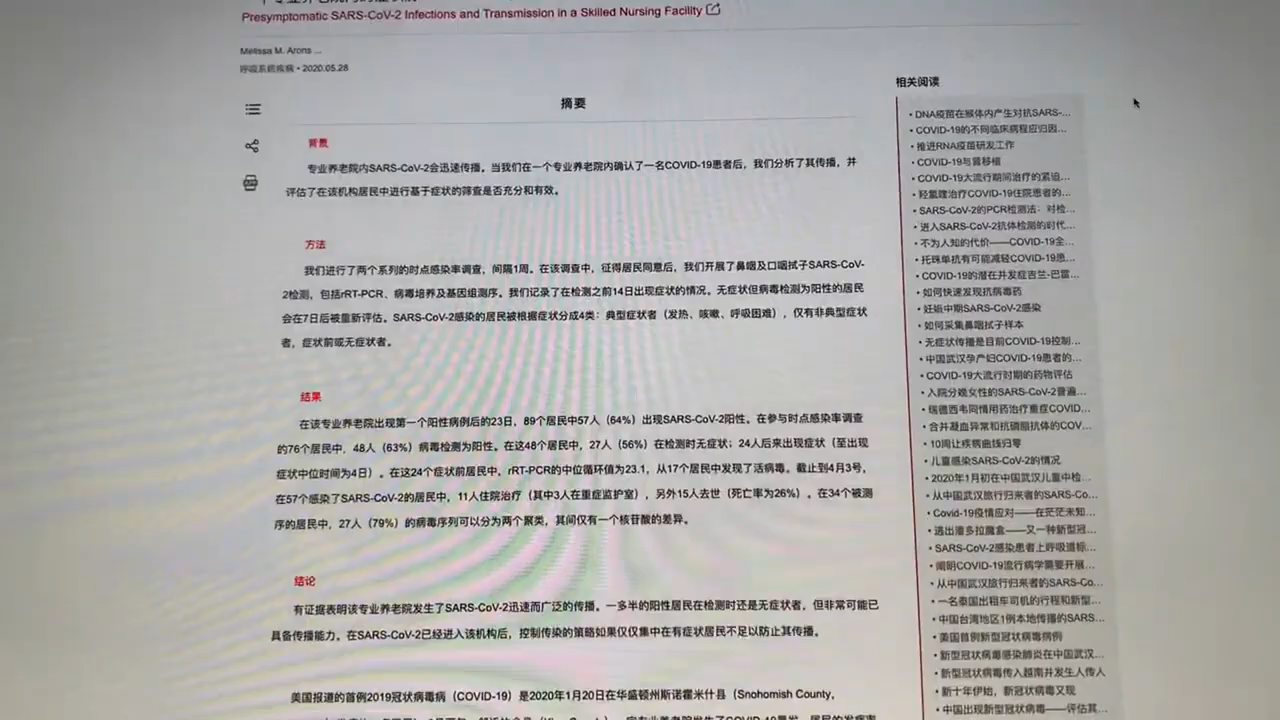 Presymptomatic SARS-CoV-2 Infections and Transmission in a Skilled Nursing Facility
Melissa M. Arons ...
呼吸系统疾病 • 2020.05.28
摘要
背景
专业养老院内SARS-CoV-2会迅速传播。当我们在一个专业养老院内确认了一名COVID-19患者后，我们分析了其传播，并
评估了在该机构居民中进行基于症状的筛查是否充分和有效。
方法
我们进行了两个系列的时点感染率调查，间隔1周。在该调查中，征得居民同意后，我们开展了鼻咽及口咽拭子SARS-CoV-
2检测，包括rRT-PCR、病毒培养及基因组测序。我们记录了在检测之前14日出现症状的情况。无症状但病毒检测为阳性的居民
会在7日后被重新评估。SARS-CoV-2感染的居民被根据症状分成4类：典型症状者（发热、咳嗽、呼吸困难），仅有非典型症状
者，症状前或无症状者。
结果
在该专业养老院出现第一个阳性病例后的23日，89个居民中57人（64%）出现SARS-CoV-2阳性。在参与时点感染率调查
的76个居民中，48人（63%）病毒检测为阳性。在这48个居民中，27人（56%）在检测时无症状；24人后来出现症状（至出现
症状中位时间为4日）。在这24个症状前居民中，rRT-PCR的中位循环值为23.1，从17个居民中发现了活病毒。截止到4月3号，
在57个感染了SARS-CoV-2的居民中，11人住院治疗（其中3人在重症监护室），另外15人去世（死亡率为26%）。在34个被测
序的居民中，27人（79%）的病毒序列可以分为两个聚类，其间仅有一个核苷酸的差异。
结论
有证据表明该专业养老院发生了SARS-CoV-2迅速而广泛的传播。一多半的阳性居民在检测时还是无症状者，但非常可能已
具备传播能力。在SARS-CoV-2已经进入该机构后，控制传染的策略如果仅仅集中在有症状居民不足以防止其传播。
美国报道的首例2019冠状病毒病（COVID-19）是2020年1月20日在华盛顿州斯诺霍米什县（Snohomish County,
相关阅读
• DNA疫苗在猴体内产生对抗SARS-...
• COVID-19的不同临床病程应归因...
• 推进RNA疫苗研发工作
• COVID-19与肾移植
• COVID-19大流行期间治疗的紧迫...
• 羟氯喹治疗COVID-19住院患者的...
• SARS-CoV-2的PCR检测法：对检...
• 进入SARS-CoV-2抗体检测的时代...
• 不为人知的代价——COVID-19全...
• 托珠单抗有可能减轻COVID-19患...
• COVID-19的潜在并发症吉兰-巴雷...
• 如何快速发现抗病毒药
• 妊娠中期SARS-CoV-2感染
• 如何采集鼻咽拭子样本
• 无症状传播是目前COVID-19控制...
• 中国武汉孕产妇COVID-19患者的...
• COVID-19大流行时期的药物评估
• 入院分娩女性的SARS-CoV-2普遍...
• 瑞德西韦同情用药治疗重症COVID...
• 合并凝血异常和抗磷脂抗体的COV...
• 10周让疾病曲线归零
• 儿童感染SARS-CoV-2的情况
• 2020年1月初在中国武汉儿童中检...
• 从中国武汉旅行归来者的SARS-Co...
• Covid-19疫情应对——在茫茫未知...
• 逃出潘多拉魔盒——又一种新型冠...
• SARS-CoV-2感染患者上呼吸道标...
• 阐明COVID-19流行病学需要开展...
• 从中国武汉旅行归来者的SARS-Co...
• 一名泰国出租车司机的行程和新型...
• 中国台湾地区1例本地传播的SARS...
• 美国首例新型冠状病毒病例
• 新型冠状病毒感染肺炎在中国武汉...
• 新型冠状病毒传入越南并发生人传人
• 新十年伊始，新冠状病毒又现
• 中国出现新型冠状病毒——评估其...